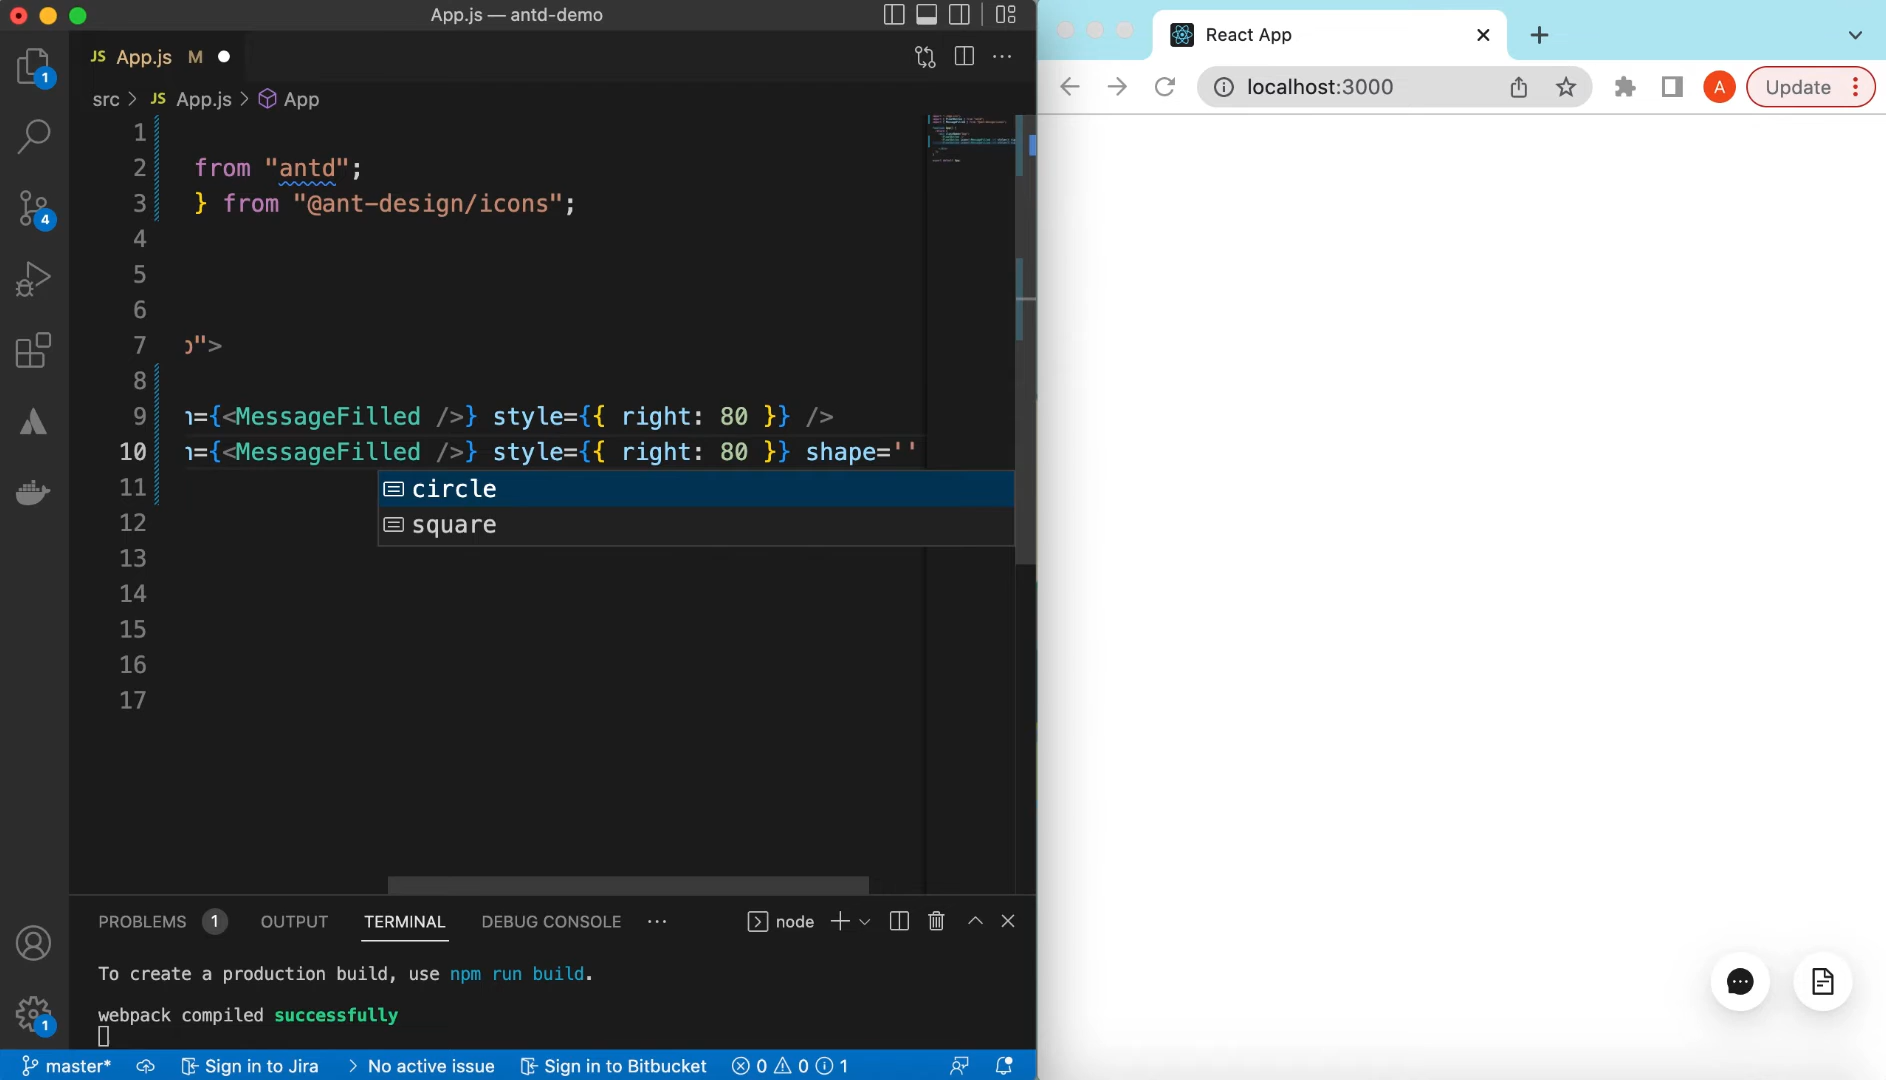 App.js — antd-demo
JS App.js M
src > JS App.js > App
1
2 from "antd";
3 } from "@ant-design/icons";
4
5
6
7 ">
8
9 ={<MessageFilled />} style={{ right: 80 }} />
10 ={<MessageFilled />} style={{ right: 80 }} shape=''
circle
square
11
12
13
14
15
16
17
PROBLEMS 1 OUTPUT TERMINAL DEBUG CONSOLE ··· node
To create a production build, use npm run build.
webpack compiled successfully
master* Sign in to Jira > No active issue Sign in to Bitbucket 0 0 1
1
4
1
React App
localhost:3000
A
Update